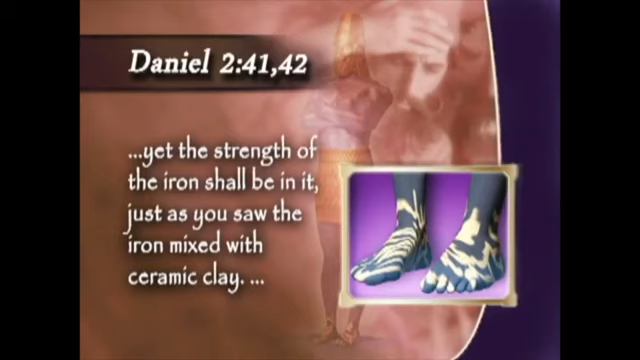 Daniel 2:41,42
...yet the strength of
the iron shall be in it,
just as you saw the
iron mixed with
ceramic clay. ...